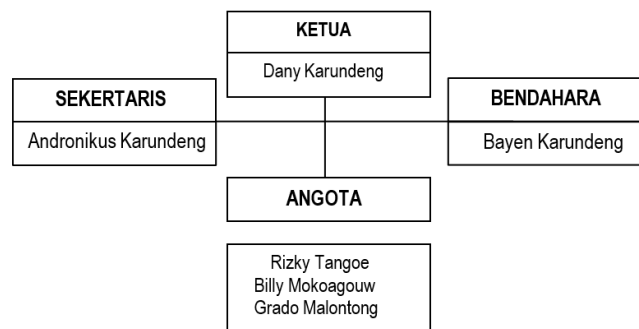 KETUA
Dany Karundeng
SEKERTARIS
Andronikus Karundeng
BENDAHARA
Bayen Karundeng
ANGOTA
Rizky Tangoe
Billy Mokoagouw
Grado Malontong